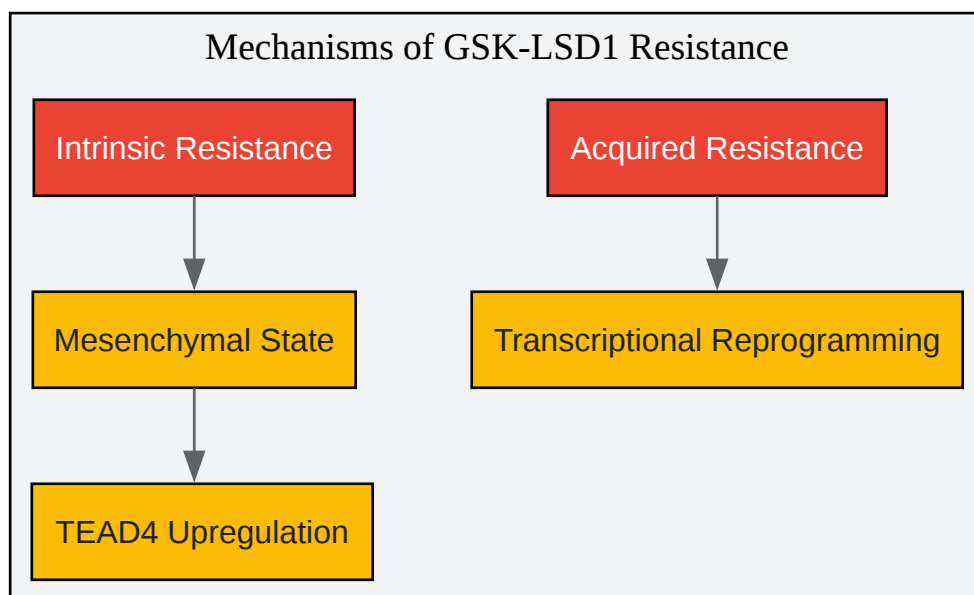 Mechanisms of GSK-LSD1 Resistance
Intrinsic Resistance
Acquired Resistance
Mesenchymal State
Transcriptional Reprogramming
TEAD4 Upregulation